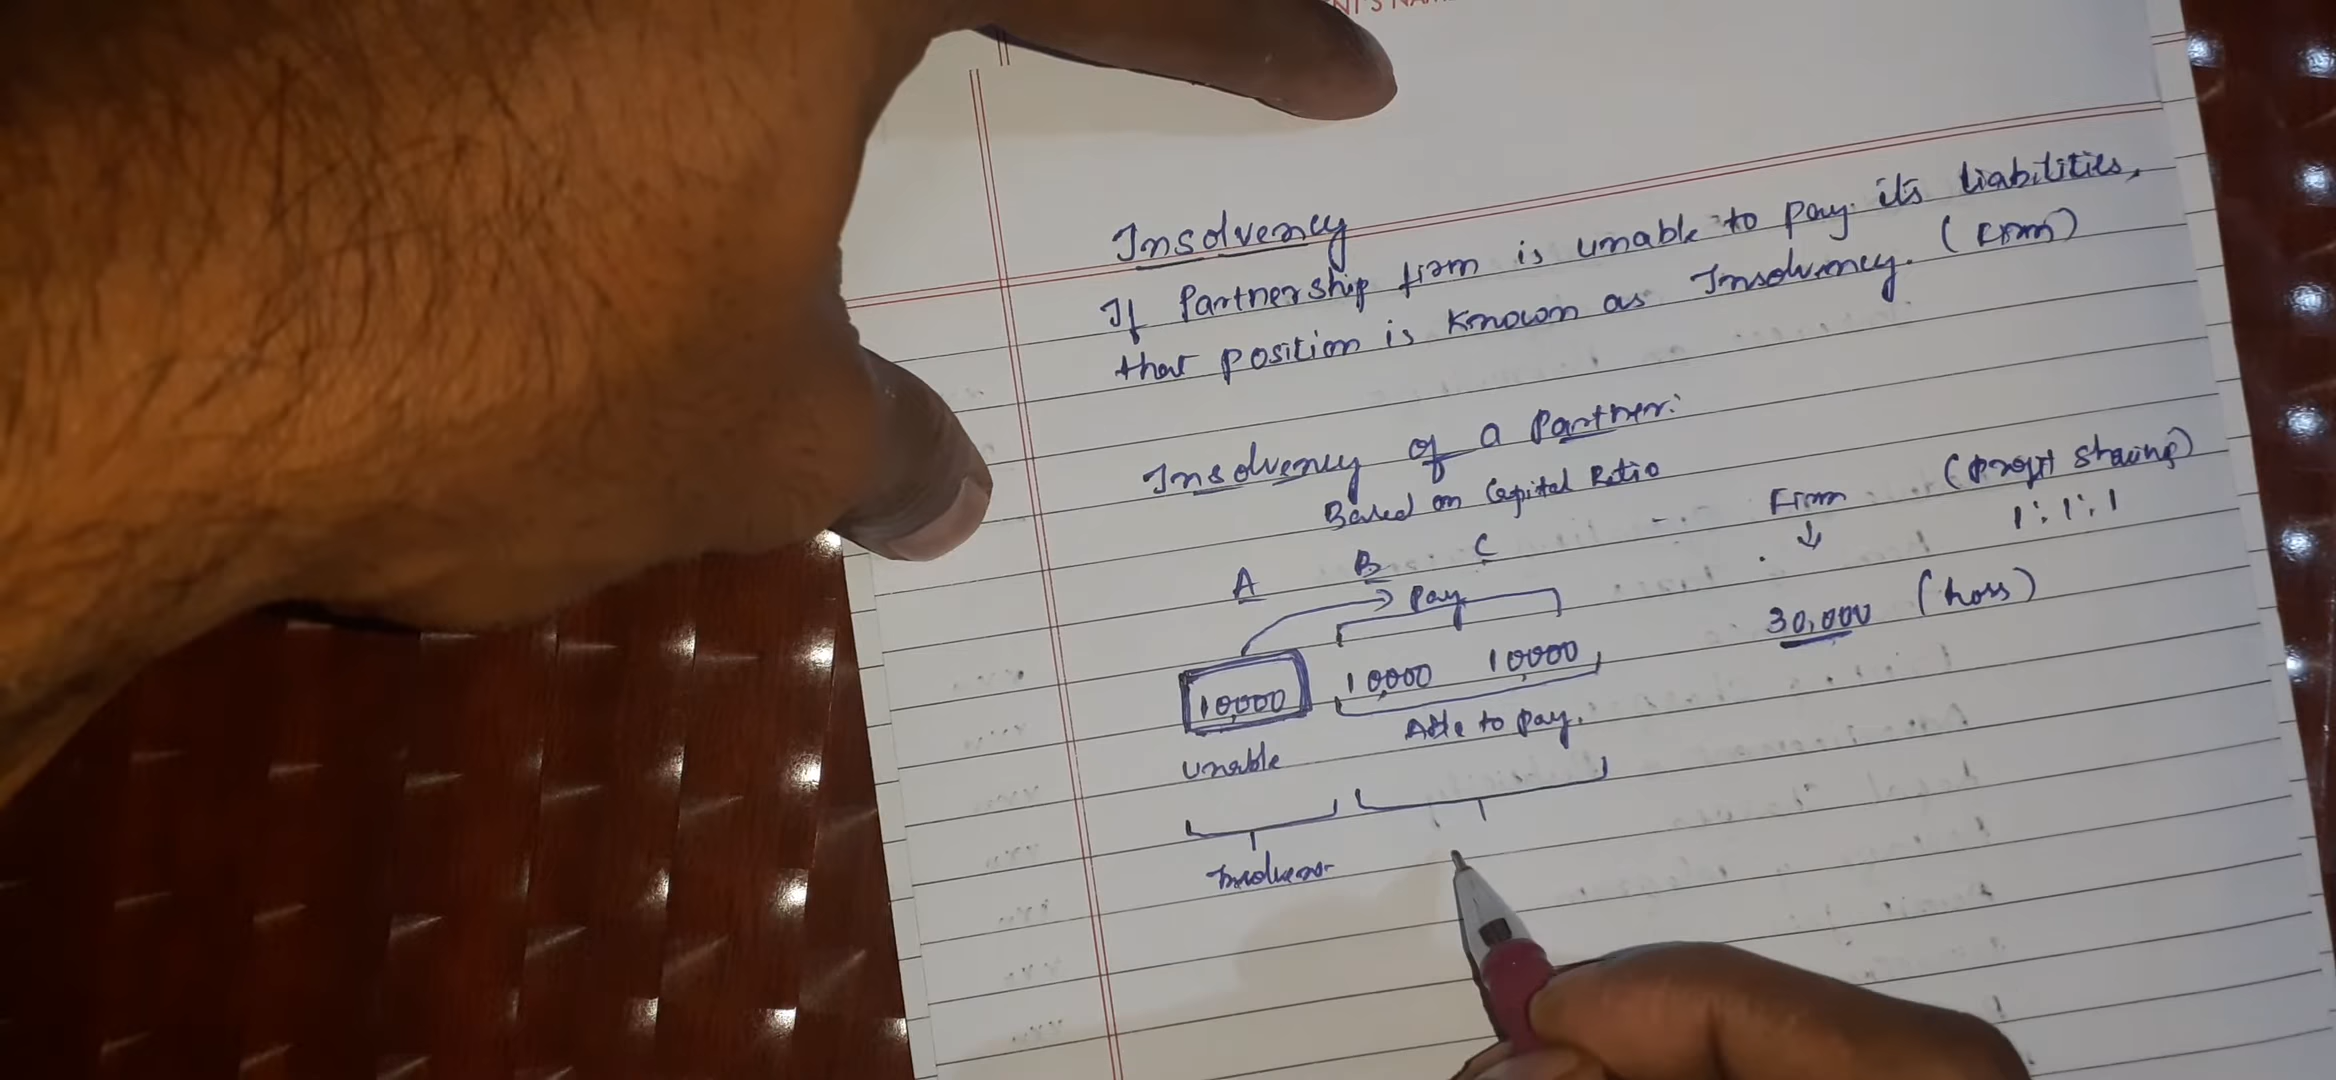 NT'S NAM
Insolvency
If Partnership firm is unable to pay its liabilities,
that position is known as Insolvency. (Firm)
Insolvency of a Partner:
Based on Capital Ratio
A B C Firm (Profit sharing)
↓ 1:1:1
Pay
10,000 10,000 10,000 30,000 (Loss)
Unable Able to pay.
Insolvent